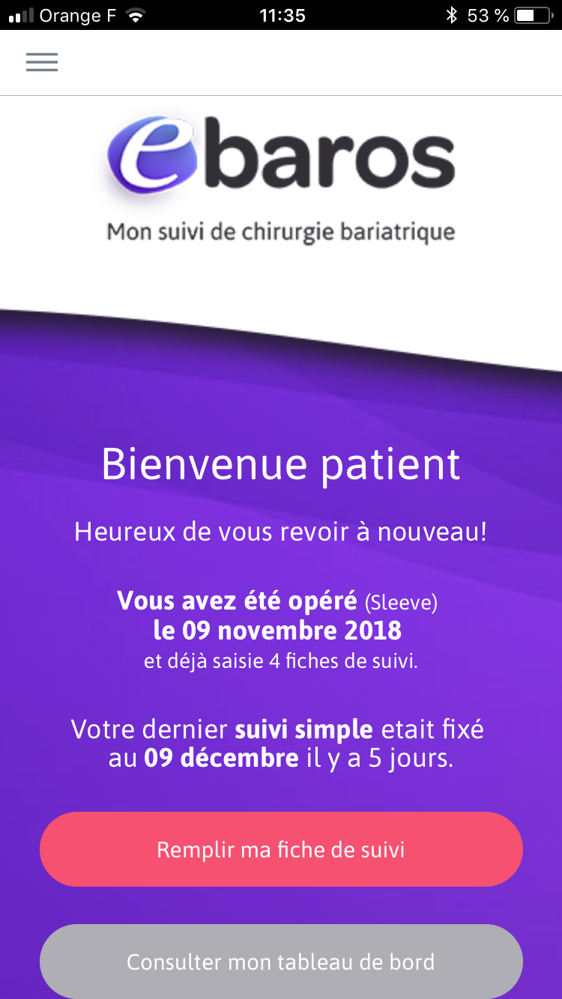 Orange F 11:35 53 %
ebaros
Mon suivi de chirurgie bariatrique
Bienvenue patient
Heureux de vous revoir à nouveau!
Vous avez été opéré (Sleeve)
le 09 novembre 2018
et déjà saisie 4 fiches de suivi.
Votre dernier suivi simple etait fixé
au 09 décembre il y a 5 jours.
Remplir ma fiche de suivi
Consulter mon tableau de bord